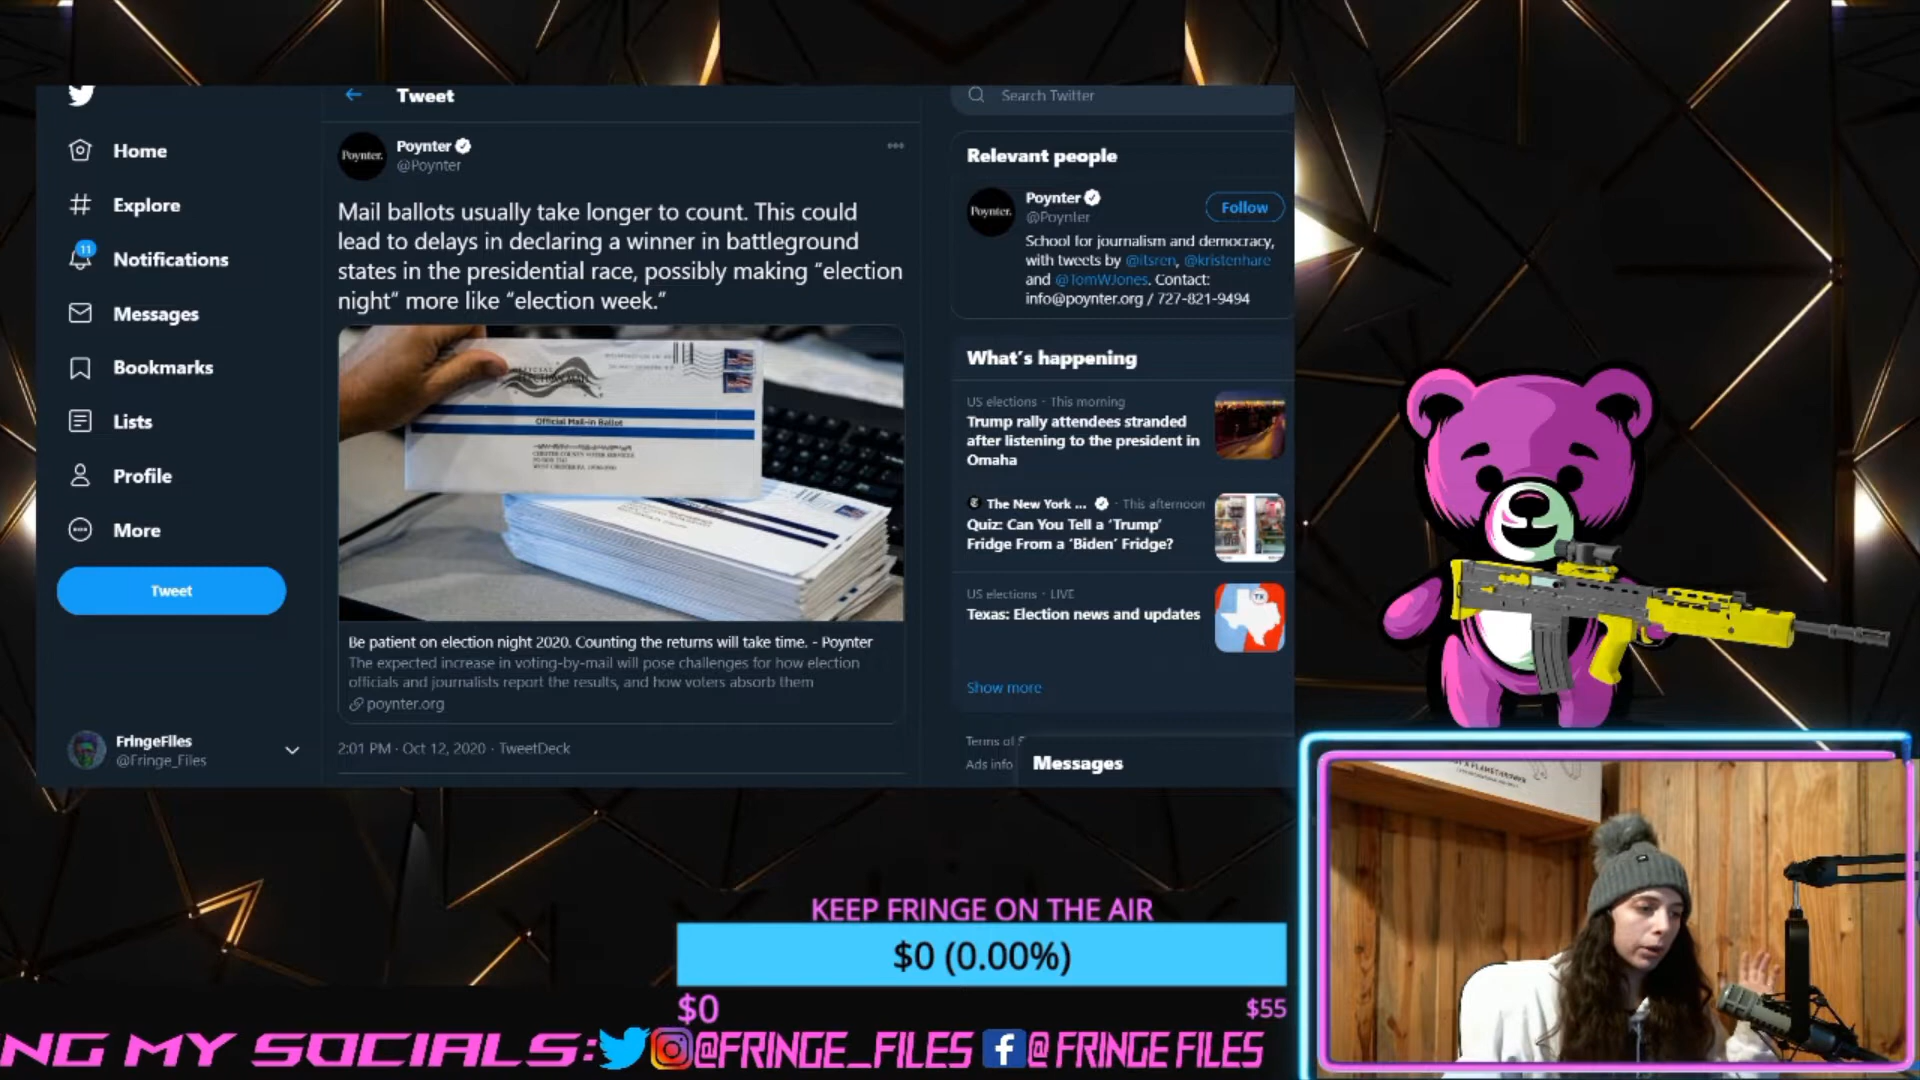 Tweet
Search Twitter
Home
Explore
11
Notifications
Messages
Bookmarks
Lists
Profile
More
Tweet
FringeFiles
@Fringe_Files
Poynter.
Poynter
@Poynter
Mail ballots usually take longer to count. This could
lead to delays in declaring a winner in battleground
states in the presidential race, possibly making "election
night" more like "election week."
Official Mail-in Ballot
Be patient on election night 2020. Counting the returns will take time. - Poynter
The expected increase in voting-by-mail will pose challenges for how election
officials and journalists report the results, and how voters absorb them
poynter.org
2:01 PM · Oct 12, 2020 · TweetDeck
Relevant people
Poynter.
Poynter
@Poynter
Follow
School for journalism and democracy,
with tweets by @itsren, @kristenhare
and @TomWJones. Contact:
info@poynter.org / 727-821-9494
What's happening
US elections · This morning
Trump rally attendees stranded
after listening to the president in
Omaha
The New York ... · This afternoon
Quiz: Can You Tell a 'Trump'
Fridge From a 'Biden' Fridge?
US elections · LIVE
Texas: Election news and updates
TX
Show more
Terms of S
Ads info
Messages
KEEP FRINGE ON THE AIR
$0 (0.00%)
$0
$55
NG MY SOCIALS: @FRINGE_FILES @ FRINGE FILES